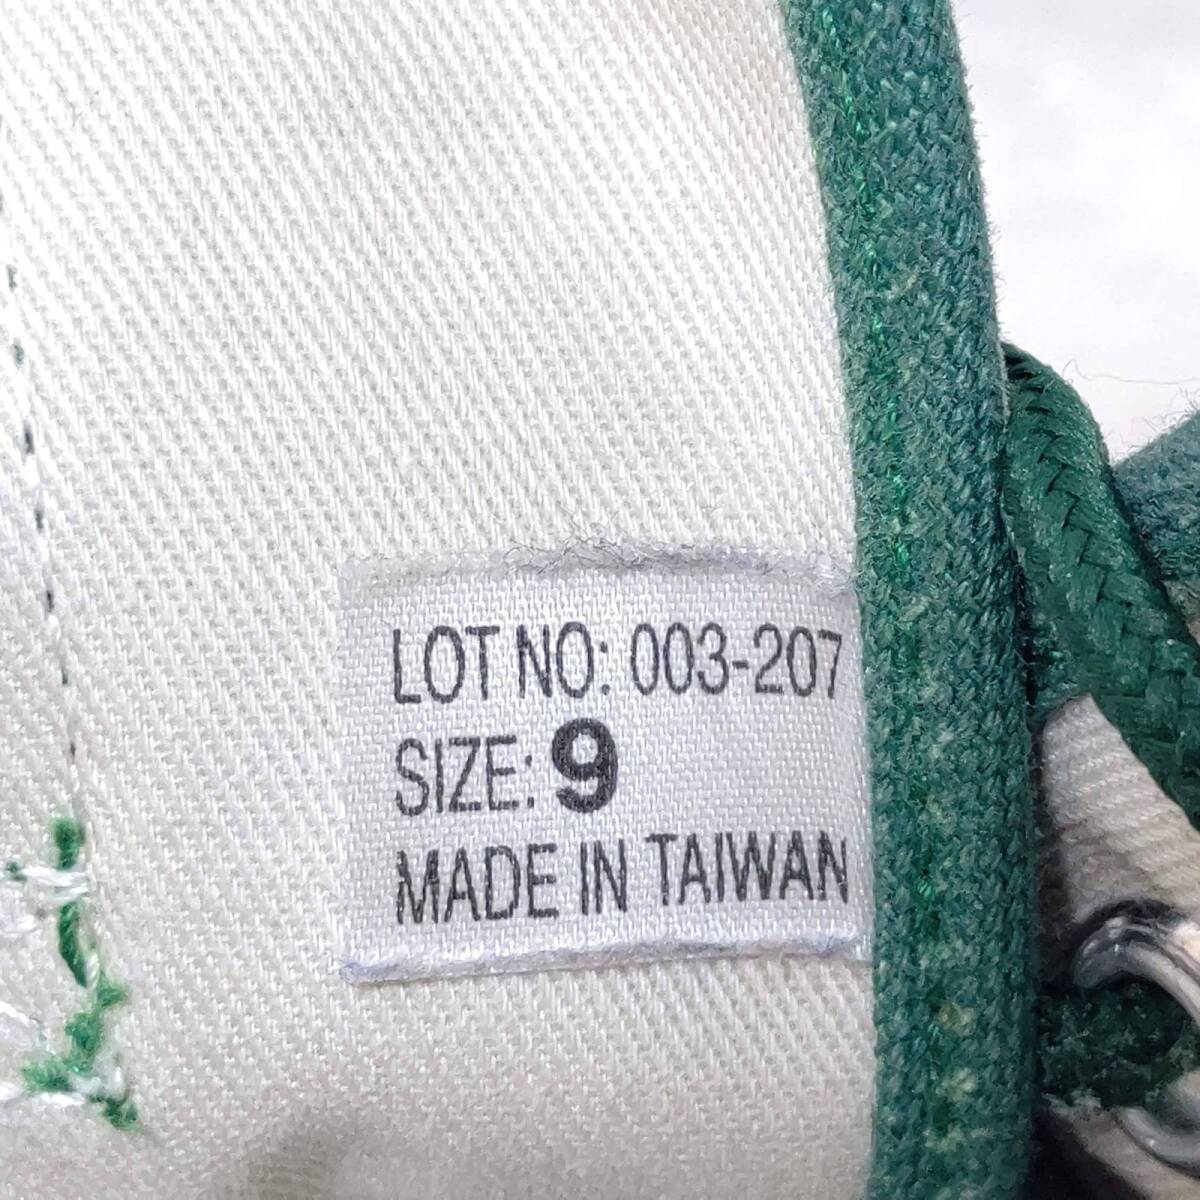 LOT NO: 003-207
SIZE: 9
MADE IN TAIWAN